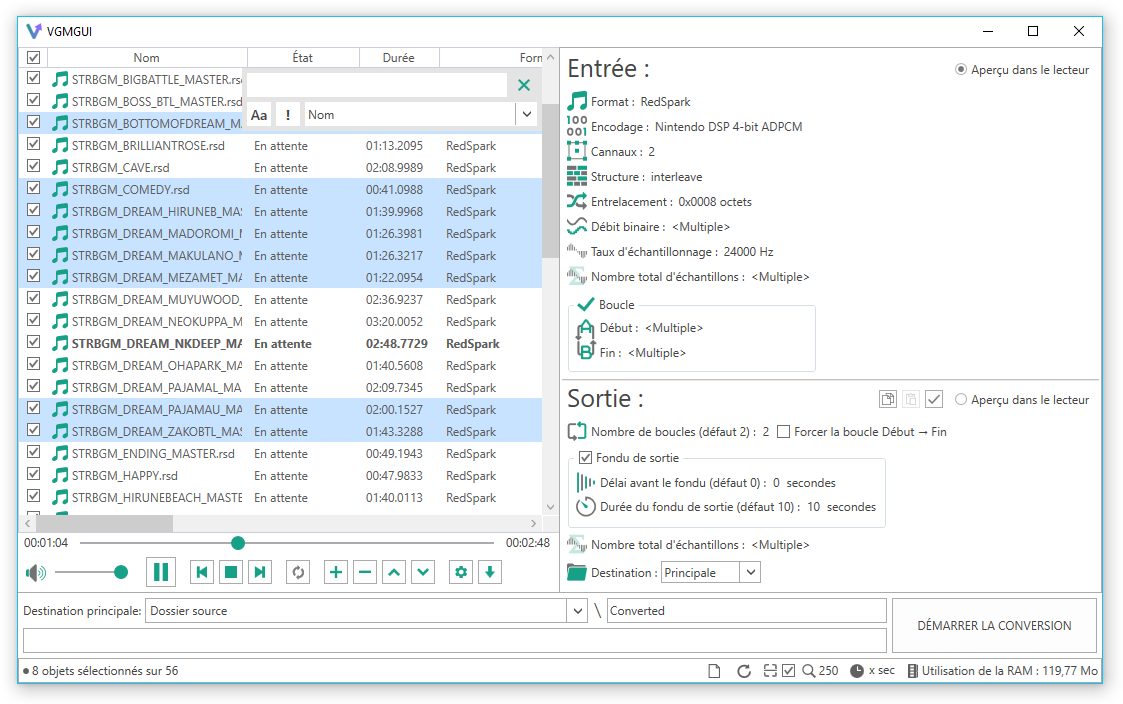 VGMGUI
Nom État Durée Form
STRBGM_BIGBATTLE_MASTER.rsd
STRBGM_BOSS_BTL_MASTER.rsd
Aa ! Nom
STRBGM_BOTTOMOFDREAM_MA
STRBGM_BRILLIANTROSE.rsd En attente 01:13.2095 RedSpark
STRBGM_CAVE.rsd En attente 02:08.9989 RedSpark
STRBGM_COMEDY.rsd En attente 00:41.0988 RedSpark
STRBGM_DREAM_HIRUNEB_MAS En attente 01:39.9968 RedSpark
STRBGM_DREAM_MADOROMI_M En attente 01:26.3981 RedSpark
STRBGM_DREAM_MAKULANO_M En attente 01:26.3217 RedSpark
STRBGM_DREAM_MEZAMET_MA En attente 01:22.0954 RedSpark
STRBGM_DREAM_MUYUWOOD_ En attente 02:36.9237 RedSpark
STRBGM_DREAM_NEOKUPPA_M En attente 03:20.0052 RedSpark
STRBGM_DREAM_NKDEEP_MA En attente 02:48.7729 RedSpark
STRBGM_DREAM_OHAPARK_MA En attente 01:40.5608 RedSpark
STRBGM_DREAM_PAJAMAL_MA En attente 02:09.7345 RedSpark
STRBGM_DREAM_PAJAMAU_MA En attente 02:00.1527 RedSpark
STRBGM_DREAM_ZAKOBTL_MAS En attente 01:43.3288 RedSpark
STRBGM_ENDING_MASTER.rsd En attente 00:49.1943 RedSpark
STRBGM_HAPPY.rsd En attente 00:47.9833 RedSpark
STRBGM_HIRUNEBEACH_MASTE En attente 01:40.0113 RedSpark
00:01:04 00:02:48
Entrée : Aperçu dans le lecteur
Format : RedSpark
Encodage : Nintendo DSP 4-bit ADPCM
Cannaux : 2
Structure : interleave
Entrelacement : 0x0008 octets
Débit binaire : <Multiple>
Taux d'échantillonnage : 24000 Hz
Nombre total d'échantillons : <Multiple>
Boucle
Début : <Multiple>
Fin : <Multiple>
Sortie : Aperçu dans le lecteur
Nombre de boucles (défaut 2) : 2 Forcer la boucle Début → Fin
Fondu de sortie
Délai avant le fondu (défaut 0) : 0 secondes
Durée du fondu de sortie (défaut 10) : 10 secondes
Nombre total d'échantillons : <Multiple>
Destination : Principale
Destination principale: Dossier source \ Converted
DÉMARRER LA CONVERSION
8 objets sélectionnés sur 56 250 x sec Utilisation de la RAM : 119,77 Mo